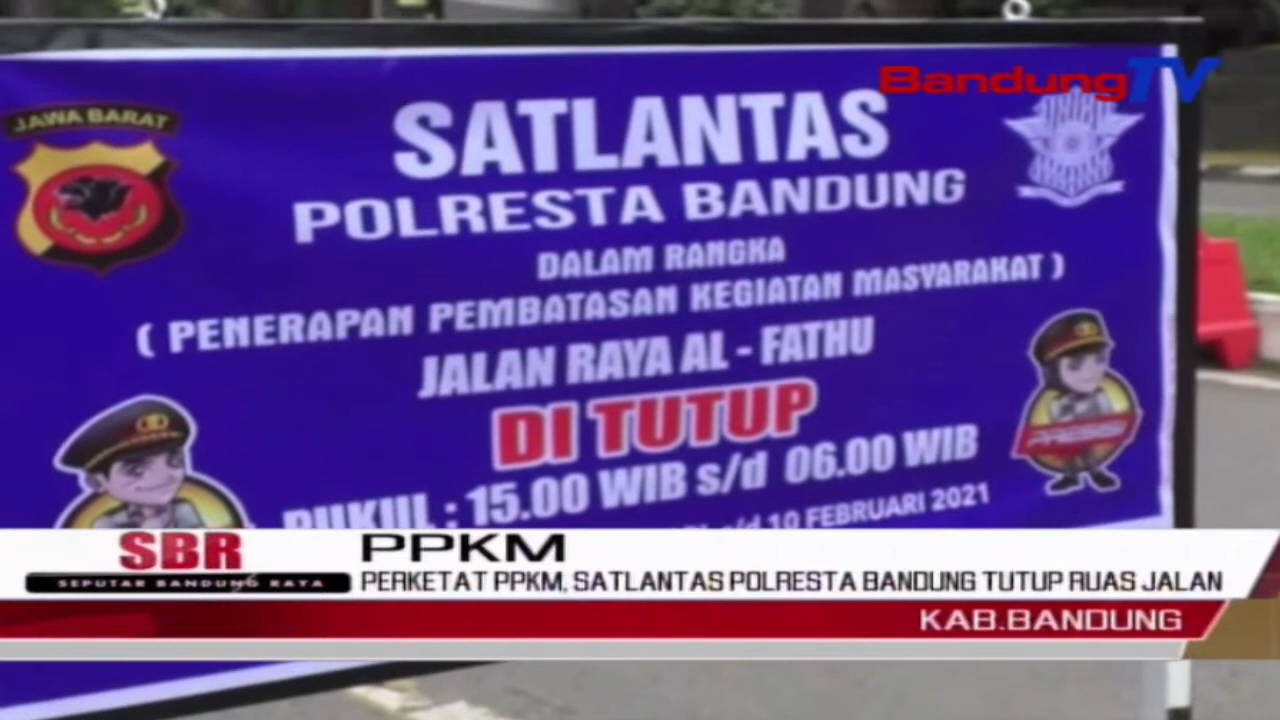 BandungTV
JAWA BARAT
SATLANTAS
POLRESTA BANDUNG
DALAM RANGKA
( PENERAPAN PEMBATASAN KEGIATAN MASYARAKAT )
JALAN RAYA AL - FATHU
DI TUTUP
PUKUL : 15.00 WIB s/d 06.00 WIB
s/d 10 FEBRUARI 2021
SBR
SEPUTAR BANDUNG RAYA
PPKM
PERKETAT PPKM, SATLANTAS POLRESTA BANDUNG TUTUP RUAS JALAN
KAB.BANDUNG